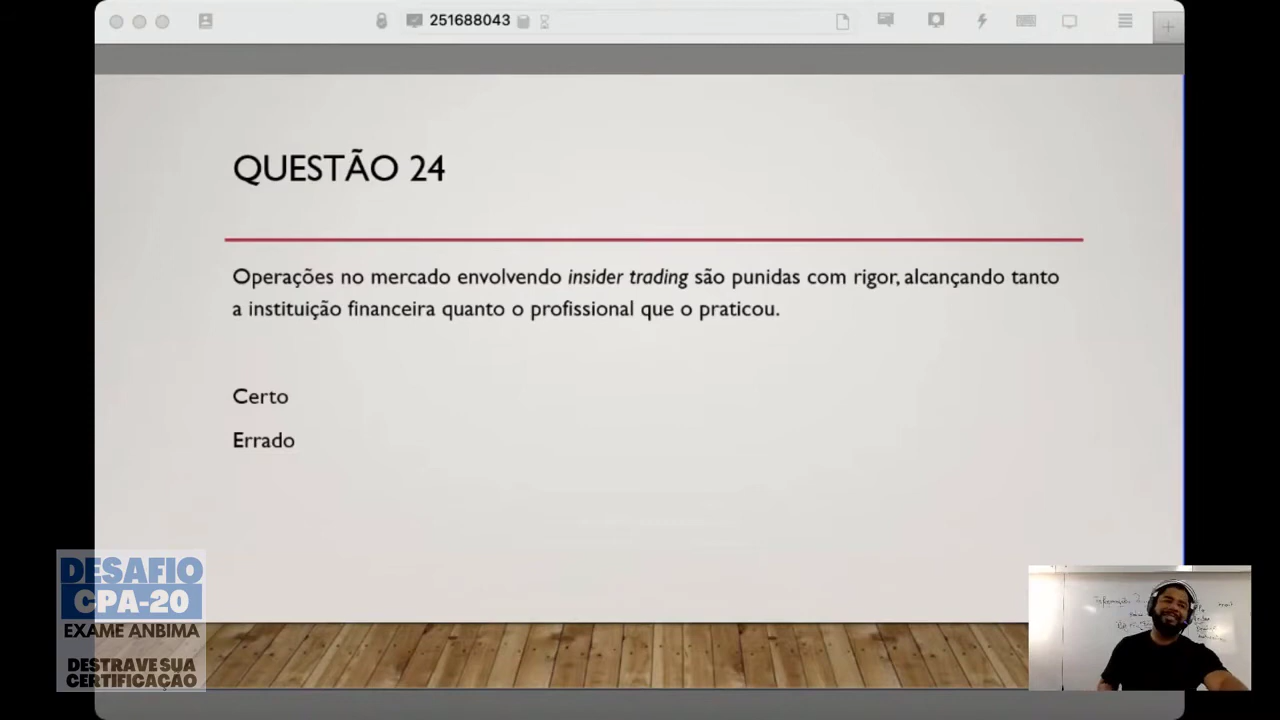 251688043
QUESTÃO 24
Operações no mercado envolvendo insider trading são punidas com rigor, alcançando tanto
a instituição financeira quanto o profissional que o praticou.
Certo
Errado
DESAFIO
CPA-20
EXAME ANBIMA
DESTRAVE SUA
CERTIFICAÇÃO